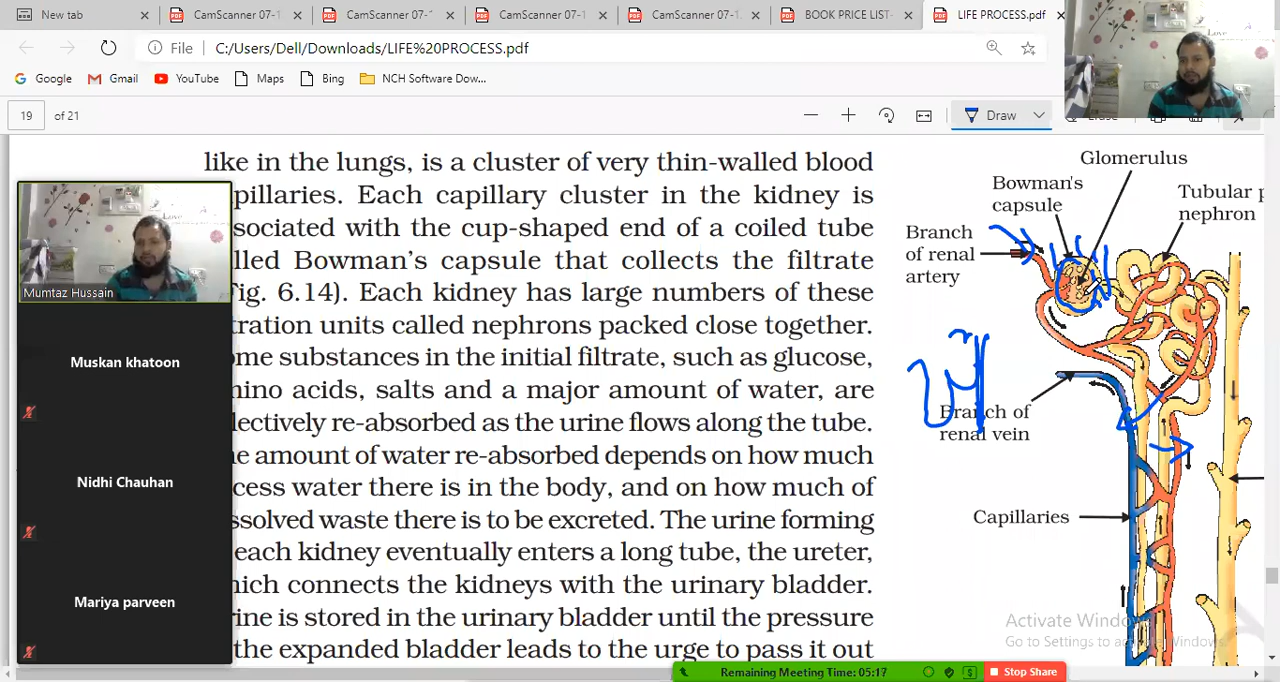 New tab
CamScanner 07-1
CamScanner 07-1
CamScanner 07-1
CamScanner 07-1
BOOK PRICE LIST-
LIFE PROCESS.pdf
File
C:/Users/Dell/Downloads/LIFE%20PROCESS.pdf
Google
Gmail
YouTube
Maps
Bing
NCH Software Dow...
19
of 21
Draw
like in the lungs, is a cluster of very thin-walled blood
pillaries. Each capillary cluster in the kidney is
sociated with the cup-shaped end of a coiled tube
lled Bowman's capsule that collects the filtrate
ig. 6.14). Each kidney has large numbers of these
tration units called nephrons packed close together.
ome substances in the initial filtrate, such as glucose,
mino acids, salts and a major amount of water, are
lectively re-absorbed as the urine flows along the tube.
e amount of water re-absorbed depends on how much
cess water there is in the body, and on how much of
ssolved waste there is to be excreted. The urine forming
each kidney eventually enters a long tube, the ureter,
hich connects the kidneys with the urinary bladder.
rine is stored in the urinary bladder until the pressure
the expanded bladder leads to the urge to pass it out
Mumtaz Hussain
Muskan khatoon
Nidhi Chauhan
Mariya parveen
Glomerulus
Bowman's
capsule
Tubular p
nephron
Branch
of renal
artery
Branch of
renal vein
Capillaries
Activate Windows
Go to Settings to activate Windows.
Remaining Meeting Time: 05:17
Stop Share